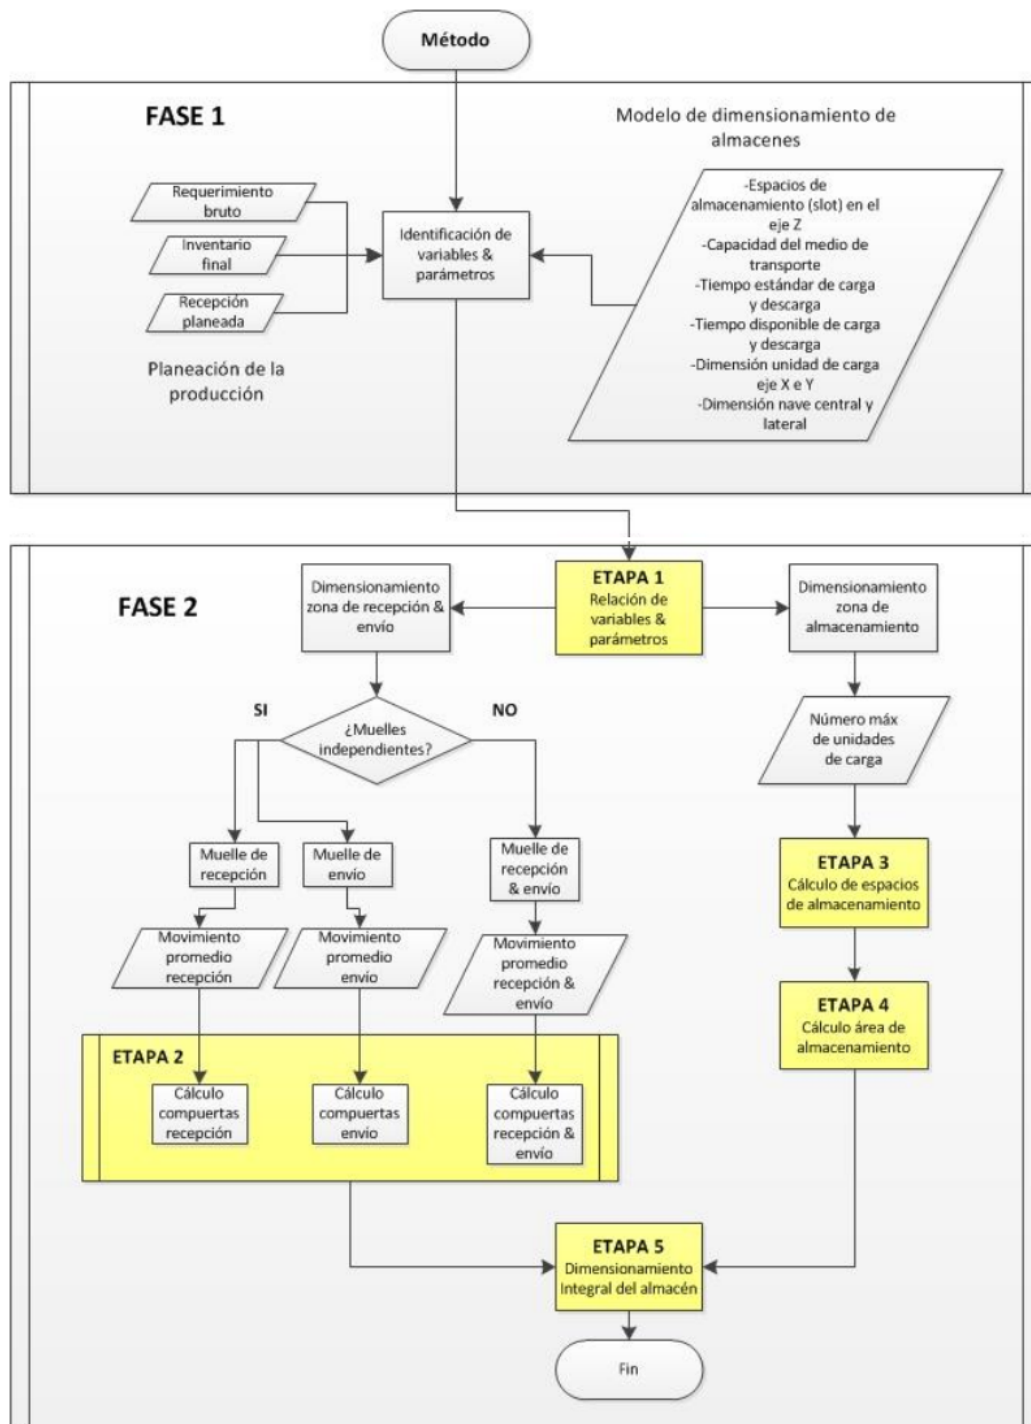 Método
FASE 1
Modelo de dimensionamiento de
almacenes
Requerimiento
bruto
Inventario
final
Recepción
planeada
Planeación de la
producción
Identificación de
variables &
parámetros
-Espacios de
almacenamiento (slot) en el
eje Z
-Capacidad del medio de
transporte
-Tiempo estándar de carga
y descarga
-Tiempo disponible de carga
y descarga
-Dimensión unidad de carga
eje X e Y
-Dimensión nave central y
lateral
FASE 2
Dimensionamiento
zona de recepción &
envío
ETAPA 1
Relación de
variables &
parámetros
Dimensionamiento
zona de
almacenamiento
SI
¿Muelles
independientes?
NO
Número máx
de unidades
de carga
Muelle de
recepción
Muelle de
envío
Muelle de
recepción
& envío
ETAPA 3
Cálculo de espacios
de almacenamiento
Movimiento
promedio
recepción
Movimiento
promedio
envío
Movimiento
promedio
recepción &
envío
ETAPA 4
Cálculo área de
almacenamiento
ETAPA 2
Cálculo
compuertas
recepción
Cálculo
compuertas
envío
Cálculo
compuertas
recepción &
envío
ETAPA 5
Dimensionamiento
Integral del almacén
Fin